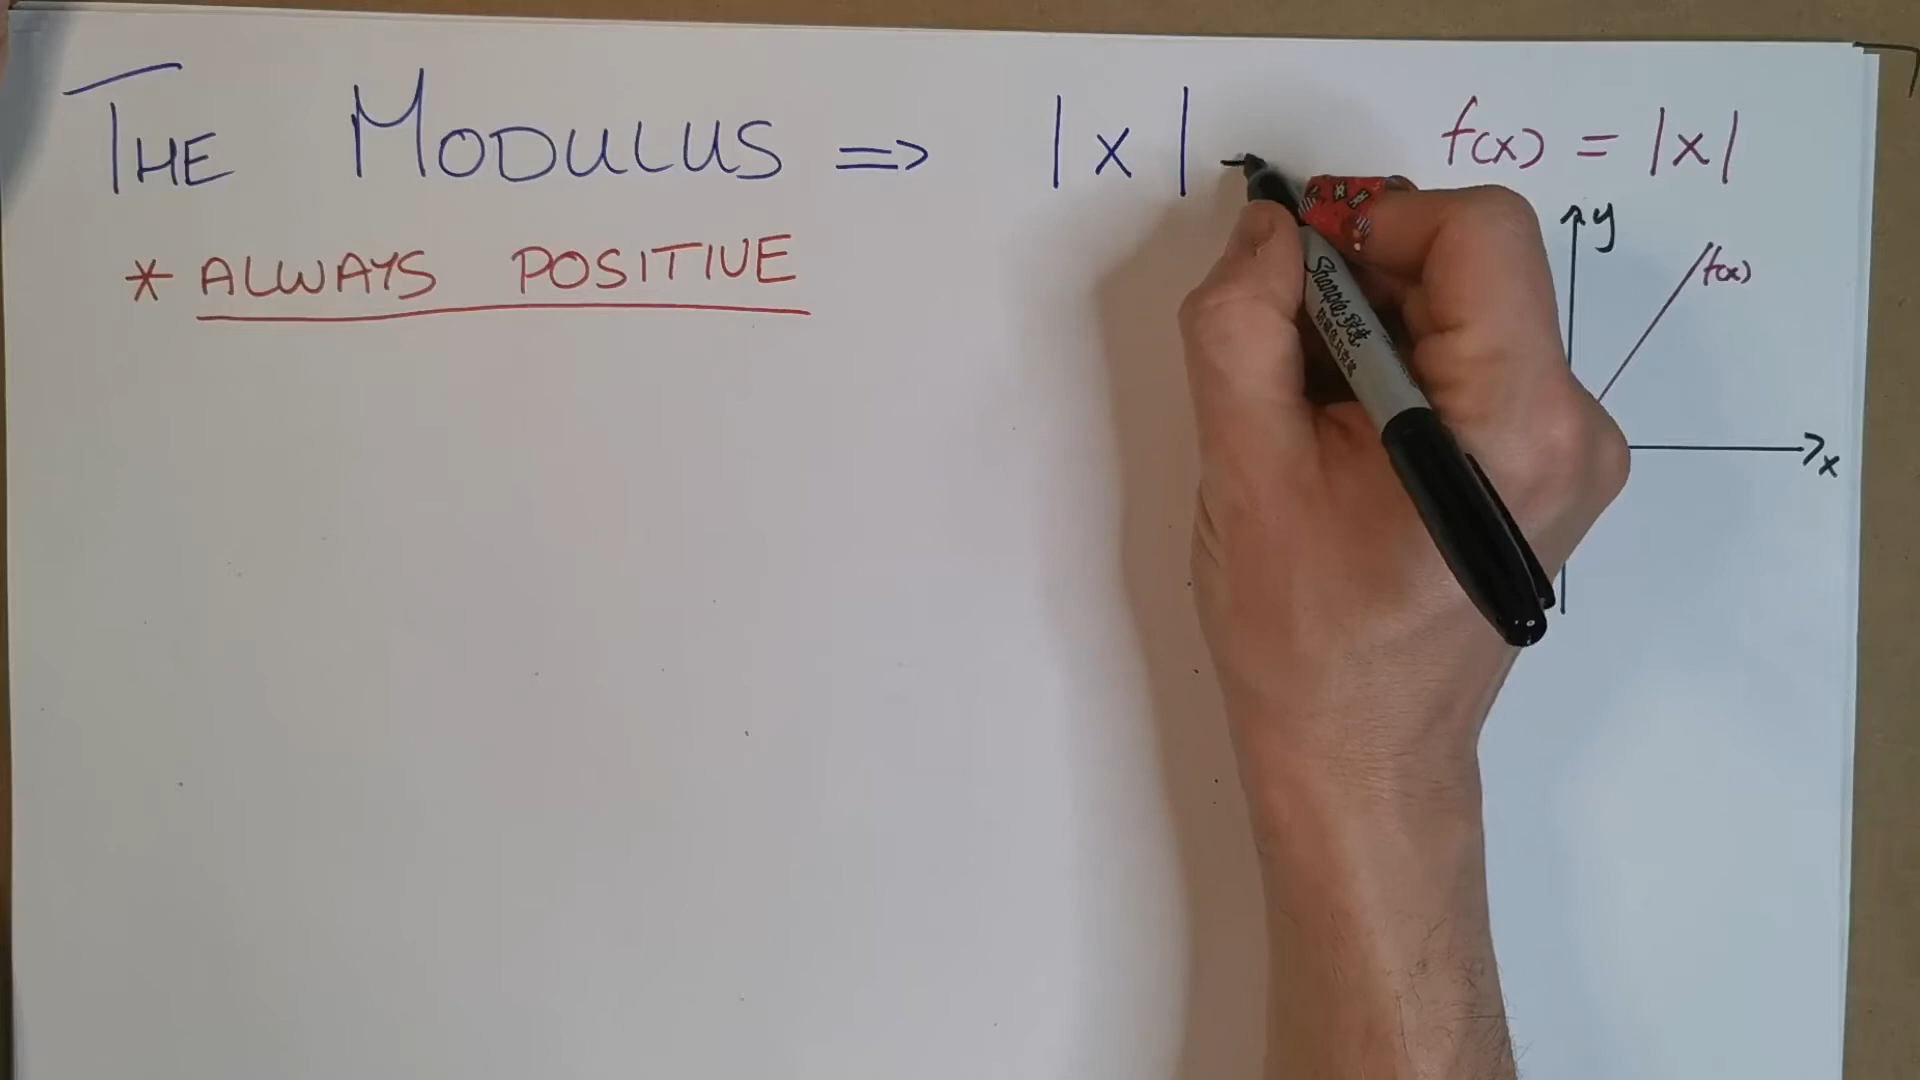 THE MODULUS => |x| -
f(x) = |x|
* ALWAYS POSITIVE
y
f(x)
x
Sharpie